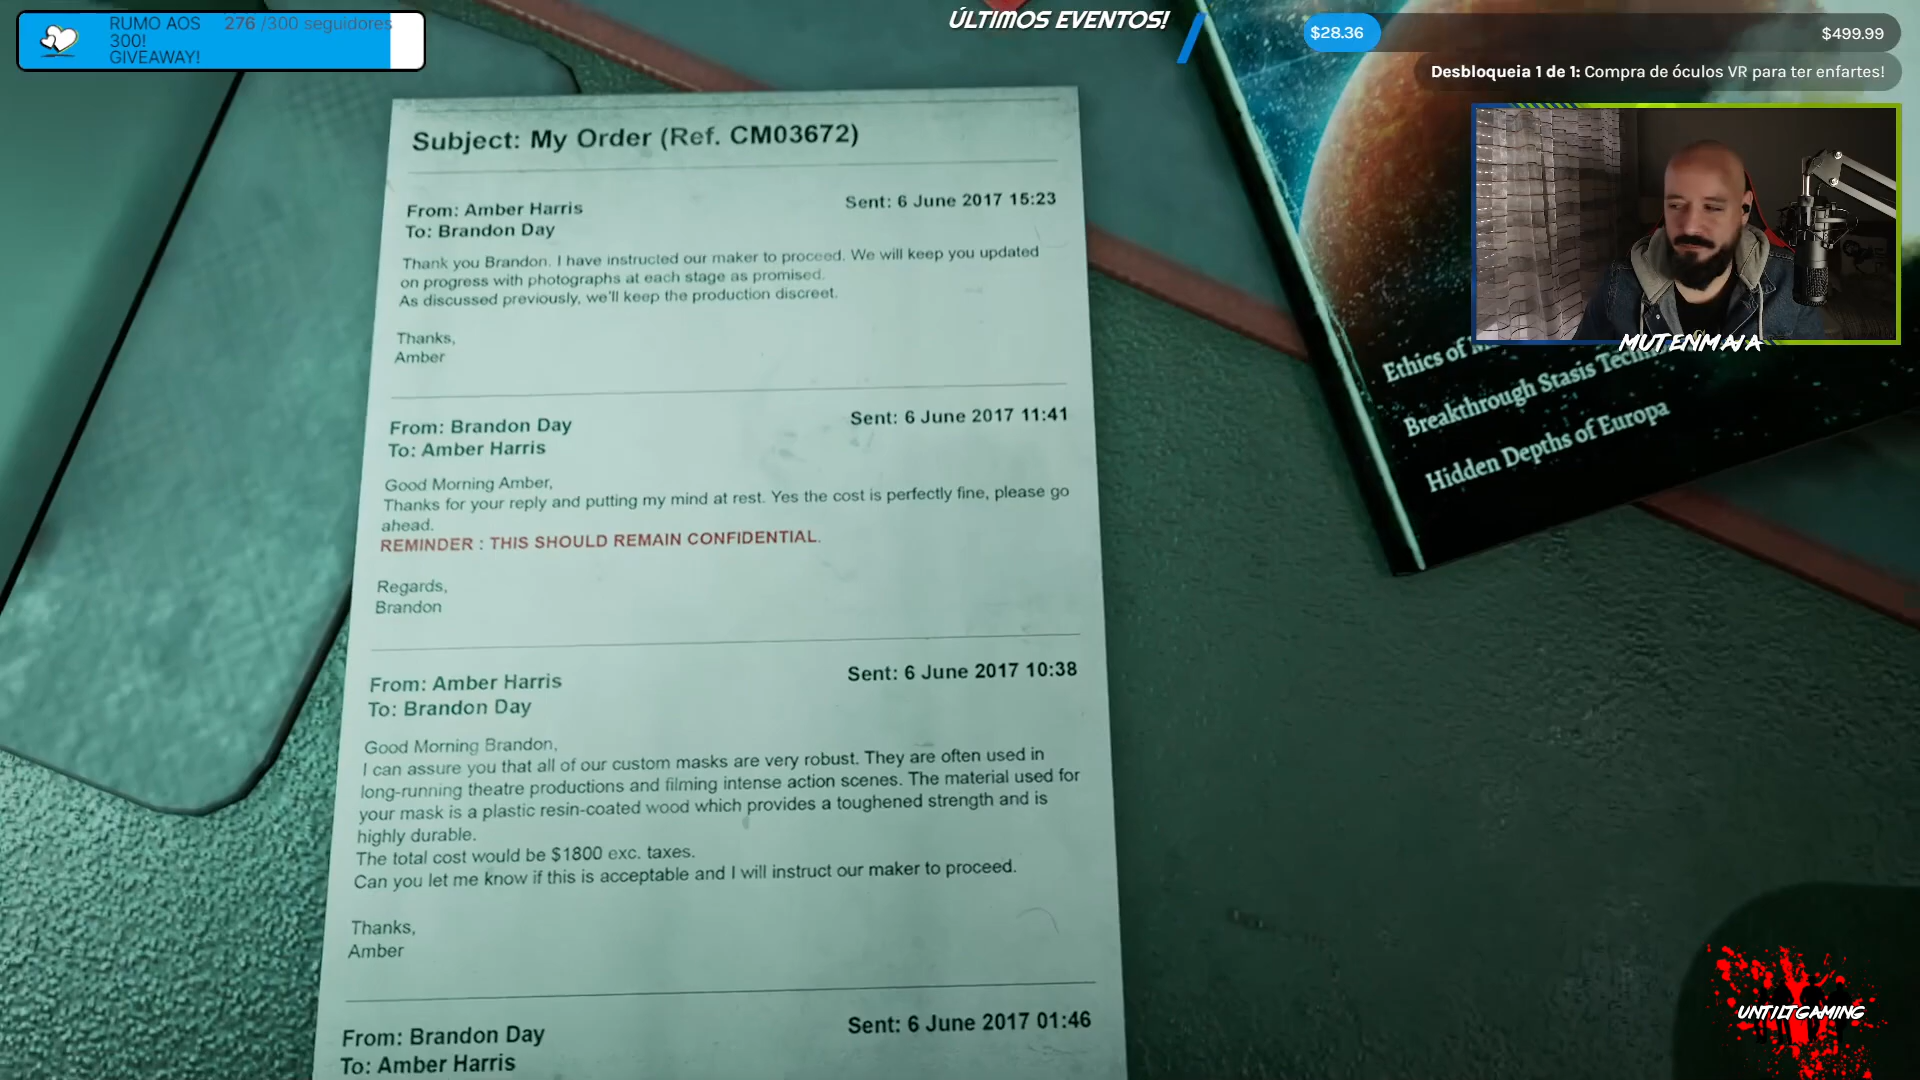 RUMO AOS 300! GIVEAWAY!
276 /300 seguidores
ÚLTIMOS EVENTOS!
$28.36
$499.99
Desbloqueia 1 de 1: Compra de óculos VR para ter enfartes!
MUTENMAJA
Subject: My Order (Ref. CM03672)
From: Amber Harris
Sent: 6 June 2017 15:23
To: Brandon Day
Thank you Brandon. I have instructed our maker to proceed. We will keep you updated
on progress with photographs at each stage as promised.
As discussed previously, we'll keep the production discreet.
Thanks,
Amber
From: Brandon Day
Sent: 6 June 2017 11:41
To: Amber Harris
Good Morning Amber,
Thanks for your reply and putting my mind at rest. Yes the cost is perfectly fine, please go
ahead.
REMINDER : THIS SHOULD REMAIN CONFIDENTIAL.
Regards,
Brandon
From: Amber Harris
Sent: 6 June 2017 10:38
To: Brandon Day
Good Morning Brandon,
I can assure you that all of our custom masks are very robust. They are often used in
long-running theatre productions and filming intense action scenes. The material used for
your mask is a plastic resin-coated wood which provides a toughened strength and is
highly durable.
The total cost would be $1800 exc. taxes.
Can you let me know if this is acceptable and I will instruct our maker to proceed.
Thanks,
Amber
From: Brandon Day
Sent: 6 June 2017 01:46
To: Amber Harris
Ethics of
Breakthrough Stasis
Hidden Depths of Europa
UNTILTGAMING